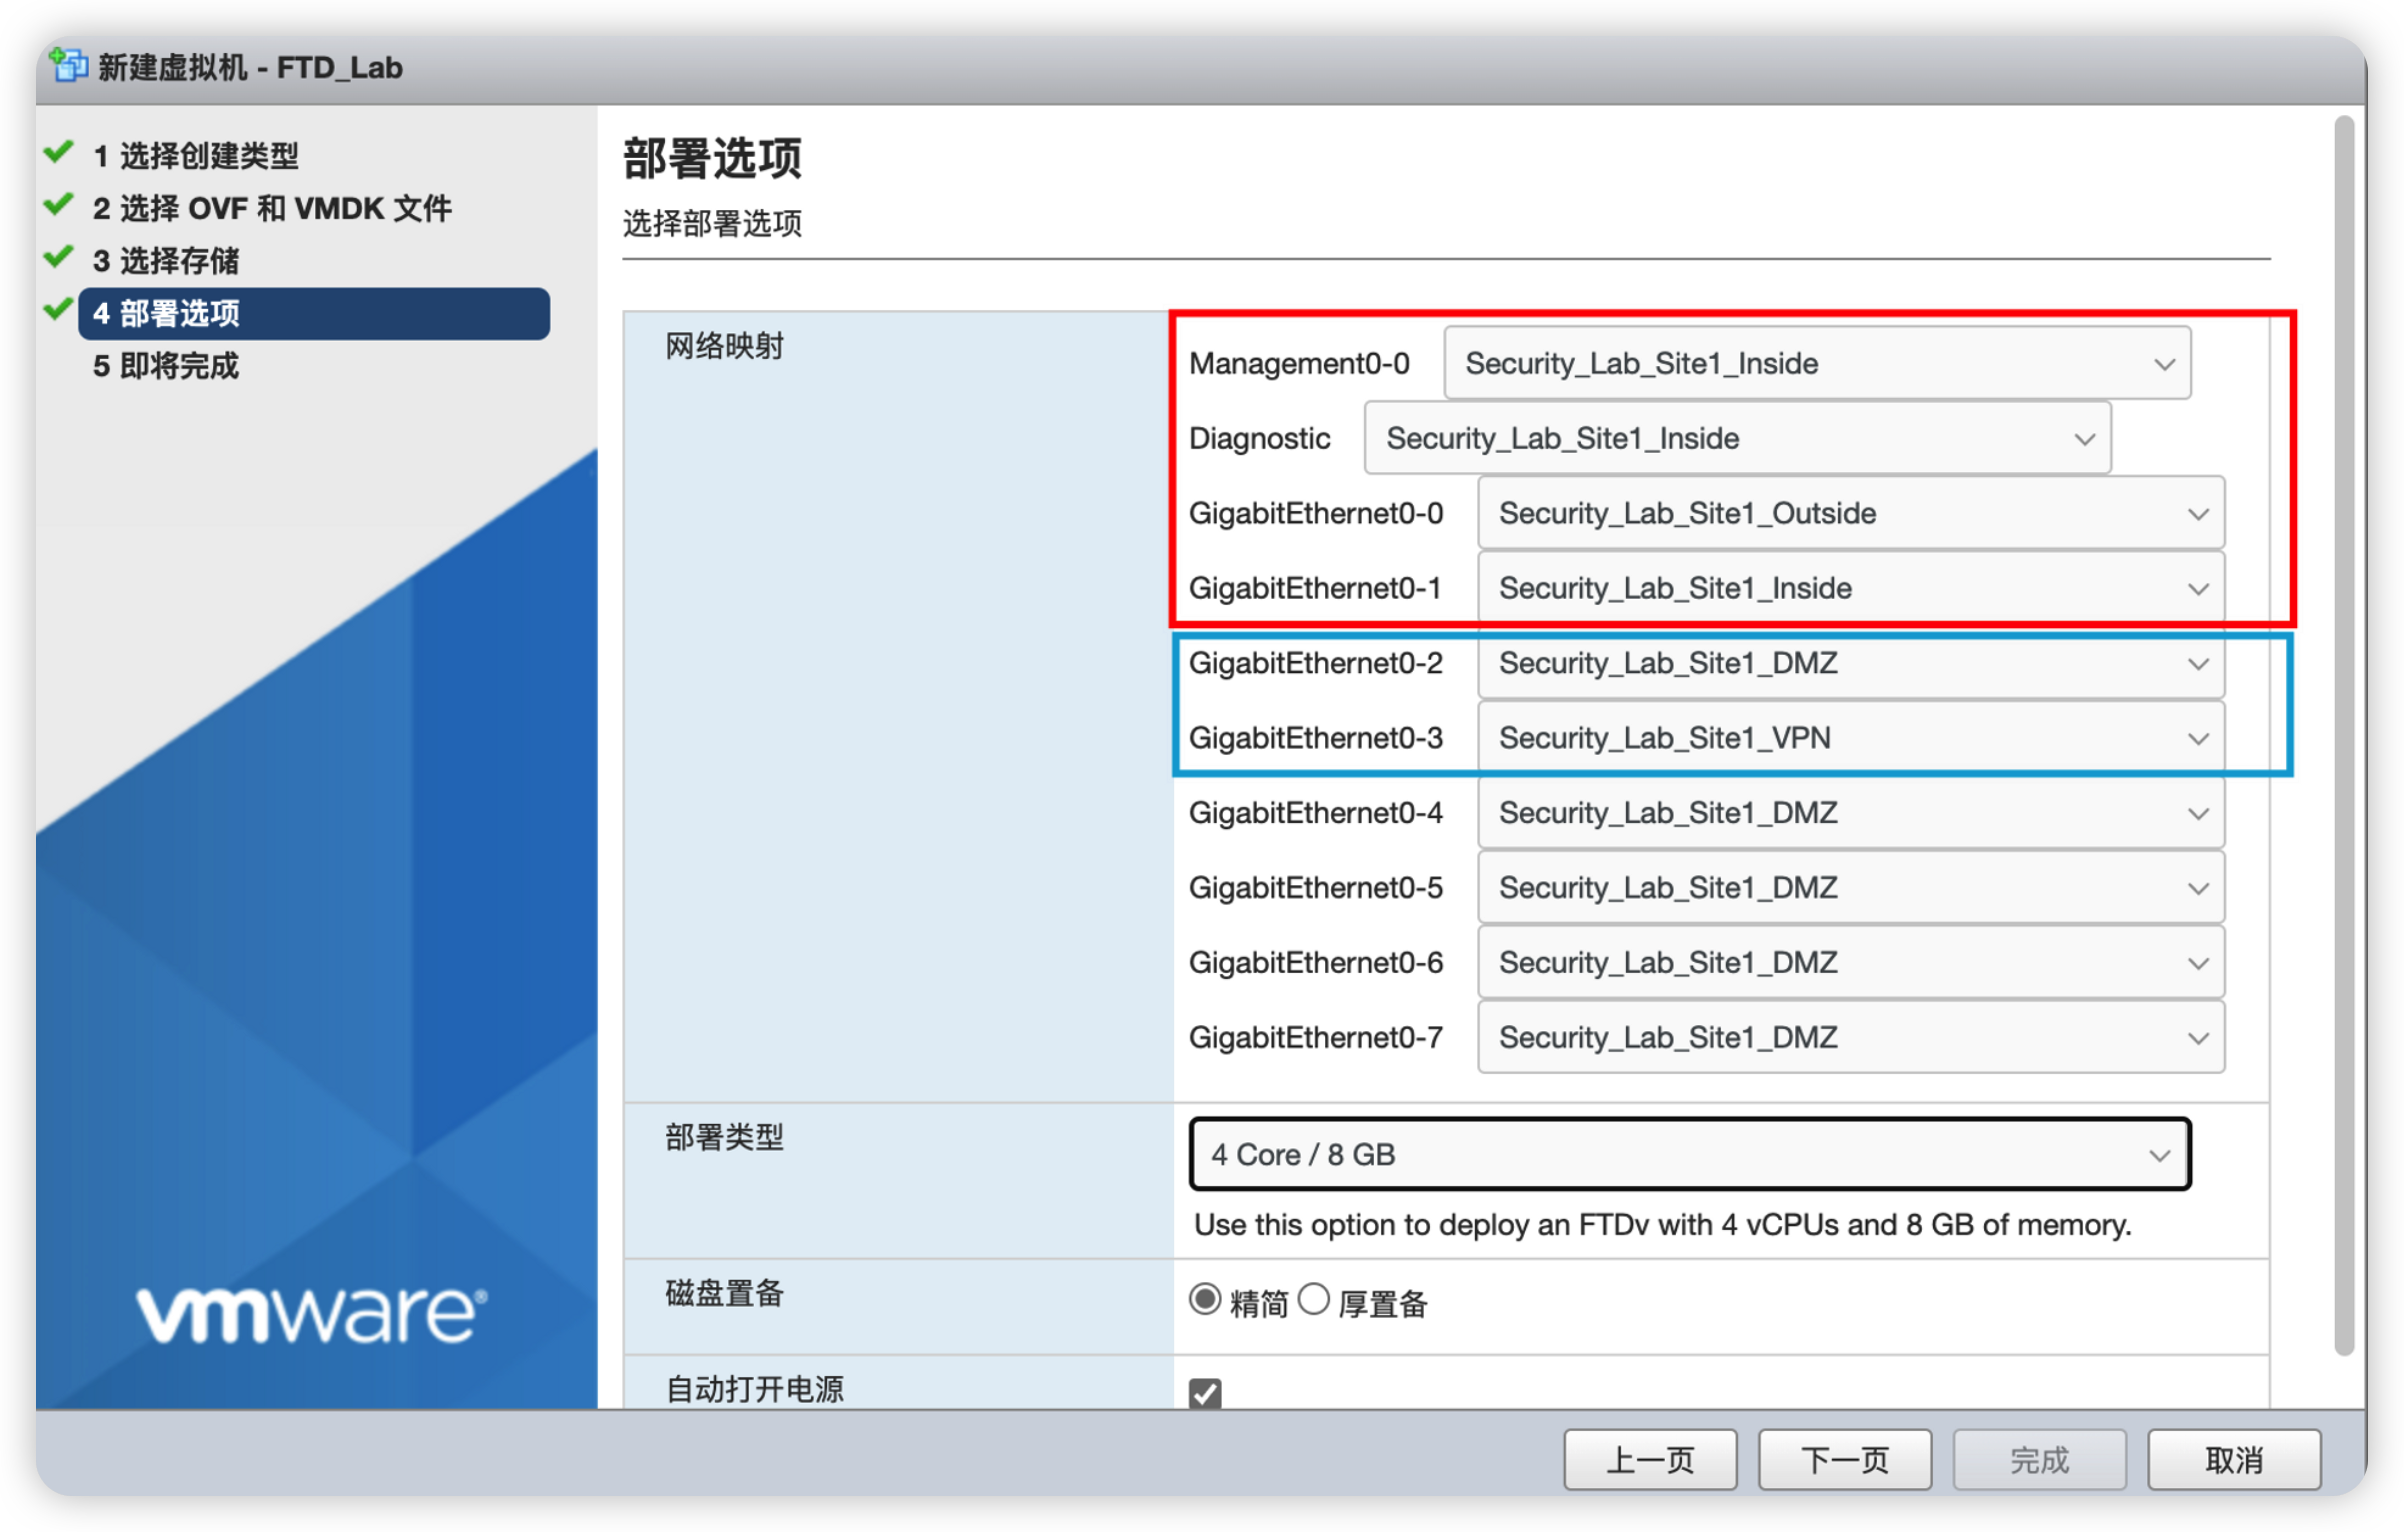 新建虚拟机 - FTD_Lab
1 选择创建类型
2 选择 OVF 和 VMDK 文件
3 选择存储
4 部署选项
5 即将完成
vmware®
部署选项
选择部署选项
网络映射
Management0-0 Security_Lab_Site1_Inside
Diagnostic Security_Lab_Site1_Inside
GigabitEthernet0-0 Security_Lab_Site1_Outside
GigabitEthernet0-1 Security_Lab_Site1_Inside
GigabitEthernet0-2 Security_Lab_Site1_DMZ
GigabitEthernet0-3 Security_Lab_Site1_VPN
GigabitEthernet0-4 Security_Lab_Site1_DMZ
GigabitEthernet0-5 Security_Lab_Site1_DMZ
GigabitEthernet0-6 Security_Lab_Site1_DMZ
GigabitEthernet0-7 Security_Lab_Site1_DMZ
部署类型
4 Core / 8 GB
Use this option to deploy an FTDv with 4 vCPUs and 8 GB of memory.
磁盘置备
精简 厚置备
自动打开电源
上一页 下一页 完成 取消